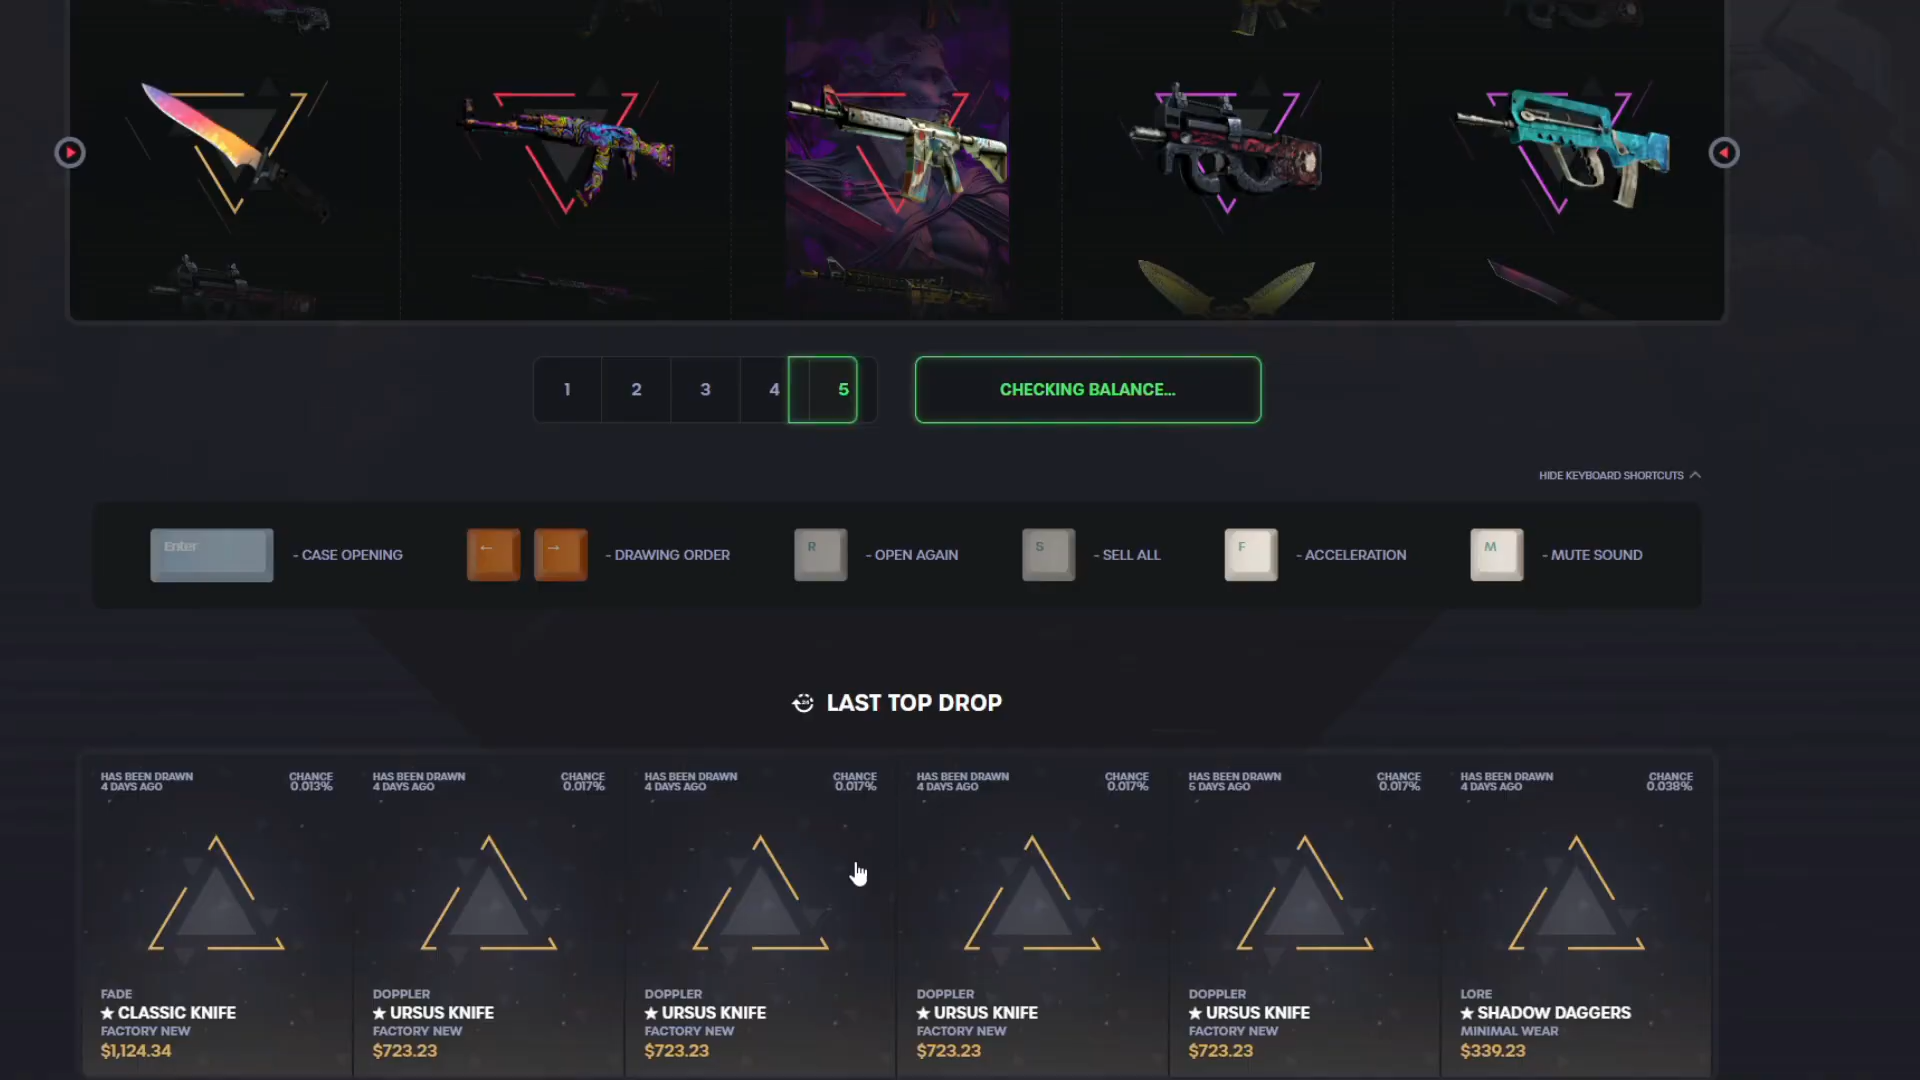 1 2 3 4 5 CHECKING BALANCE...
HIDE KEYBOARD SHORTCUTS
Enter - CASE OPENING ← → - DRAWING ORDER R - OPEN AGAIN S - SELL ALL F - ACCELERATION M - MUTE SOUND
LAST TOP DROP
HAS BEEN DRAWN
4 DAYS AGO
CHANCE
0.013%
FADE
★ CLASSIC KNIFE
FACTORY NEW
$1,124.34
HAS BEEN DRAWN
4 DAYS AGO
CHANCE
0.017%
DOPPLER
★ URSUS KNIFE
FACTORY NEW
$723.23
HAS BEEN DRAWN
4 DAYS AGO
CHANCE
0.017%
DOPPLER
★ URSUS KNIFE
FACTORY NEW
$723.23
HAS BEEN DRAWN
4 DAYS AGO
CHANCE
0.017%
DOPPLER
★ URSUS KNIFE
FACTORY NEW
$723.23
HAS BEEN DRAWN
5 DAYS AGO
CHANCE
0.017%
DOPPLER
★ URSUS KNIFE
FACTORY NEW
$723.23
HAS BEEN DRAWN
4 DAYS AGO
CHANCE
0.038%
LORE
★ SHADOW DAGGERS
MINIMAL WEAR
$339.23